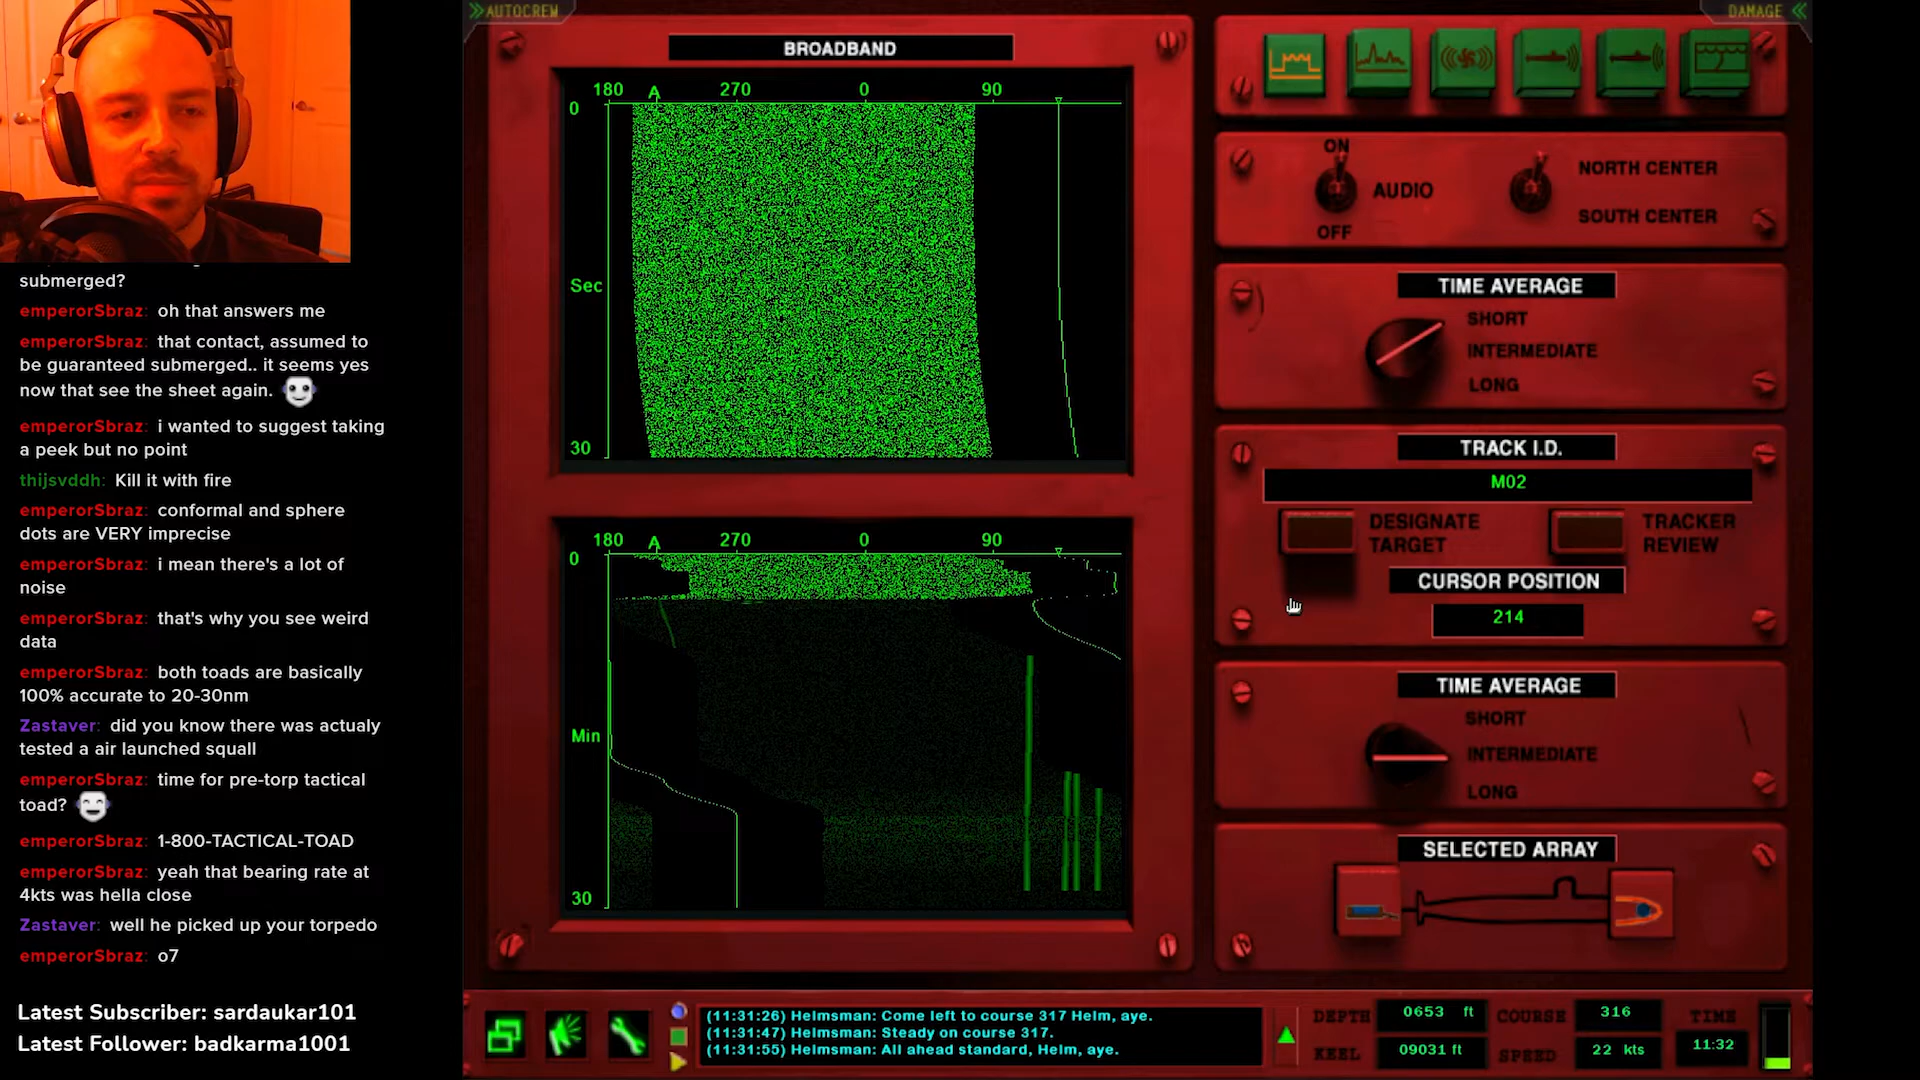 submerged?
emperorSbraz: oh that answers me
emperorSbraz: that contact, assumed to
be guaranteed submerged.. it seems yes
now that see the sheet again.
emperorSbraz: i wanted to suggest taking
a peek but no point
thijsvddh: Kill it with fire
emperorSbraz: conformal and sphere
dots are VERY imprecise
emperorSbraz: i mean there's a lot of
noise
emperorSbraz: that's why you see weird
data
emperorSbraz: both toads are basically
100% accurate to 20-30nm
Zastaver: did you know there was actualy
tested a air launched squall
emperorSbraz: time for pre-torp tactical
toad?
emperorSbraz: 1-800-TACTICAL-TOAD
emperorSbraz: yeah that bearing rate at
4kts was hella close
Zastaver: well he picked up your torpedo
emperorSbraz: o7
Latest Subscriber: sardaukar101
Latest Follower: badkarma1001
AUTOCREW
BROADBAND
180 A 270 0 90
0
Sec
30
180 A 270 0 90
0
Min
30
DAMAGE
ON
AUDIO
OFF
NORTH CENTER
SOUTH CENTER
TIME AVERAGE
SHORT
INTERMEDIATE
LONG
TRACK I.D.
M02
DESIGNATE
TARGET
TRACKER
REVIEW
CURSOR POSITION
214
TIME AVERAGE
SHORT
INTERMEDIATE
LONG
SELECTED ARRAY
(11:31:26) Helmsman: Come left to course 317 Helm, aye.
(11:31:47) Helmsman: Steady on course 317.
(11:31:55) Helmsman: All ahead standard, Helm, aye.
DEPTH 0653 ft COURSE 316 TIME
KEEL 09031 ft SPEED 22 kts 11:32